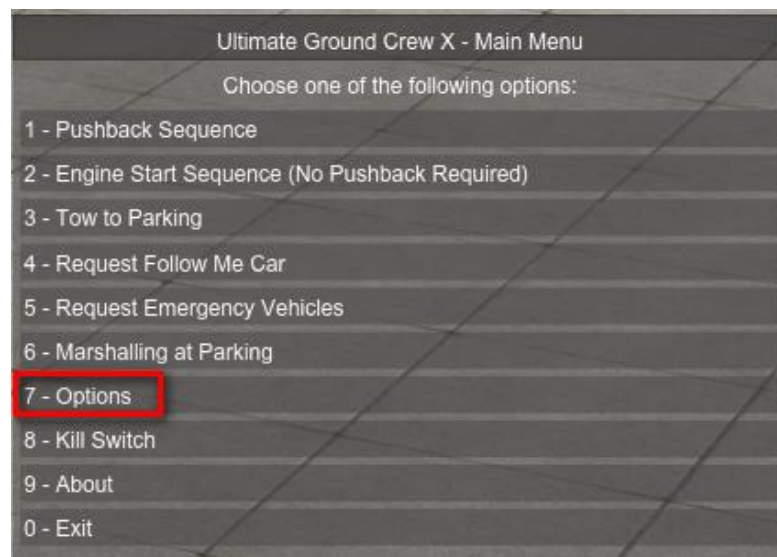 Ultimate Ground Crew X - Main Menu
Choose one of the following options:
1 - Pushback Sequence
2 - Engine Start Sequence (No Pushback Required)
3 - Tow to Parking
4 - Request Follow Me Car
5 - Request Emergency Vehicles
6 - Marshalling at Parking
7 - Options
8 - Kill Switch
9 - About
0 - Exit